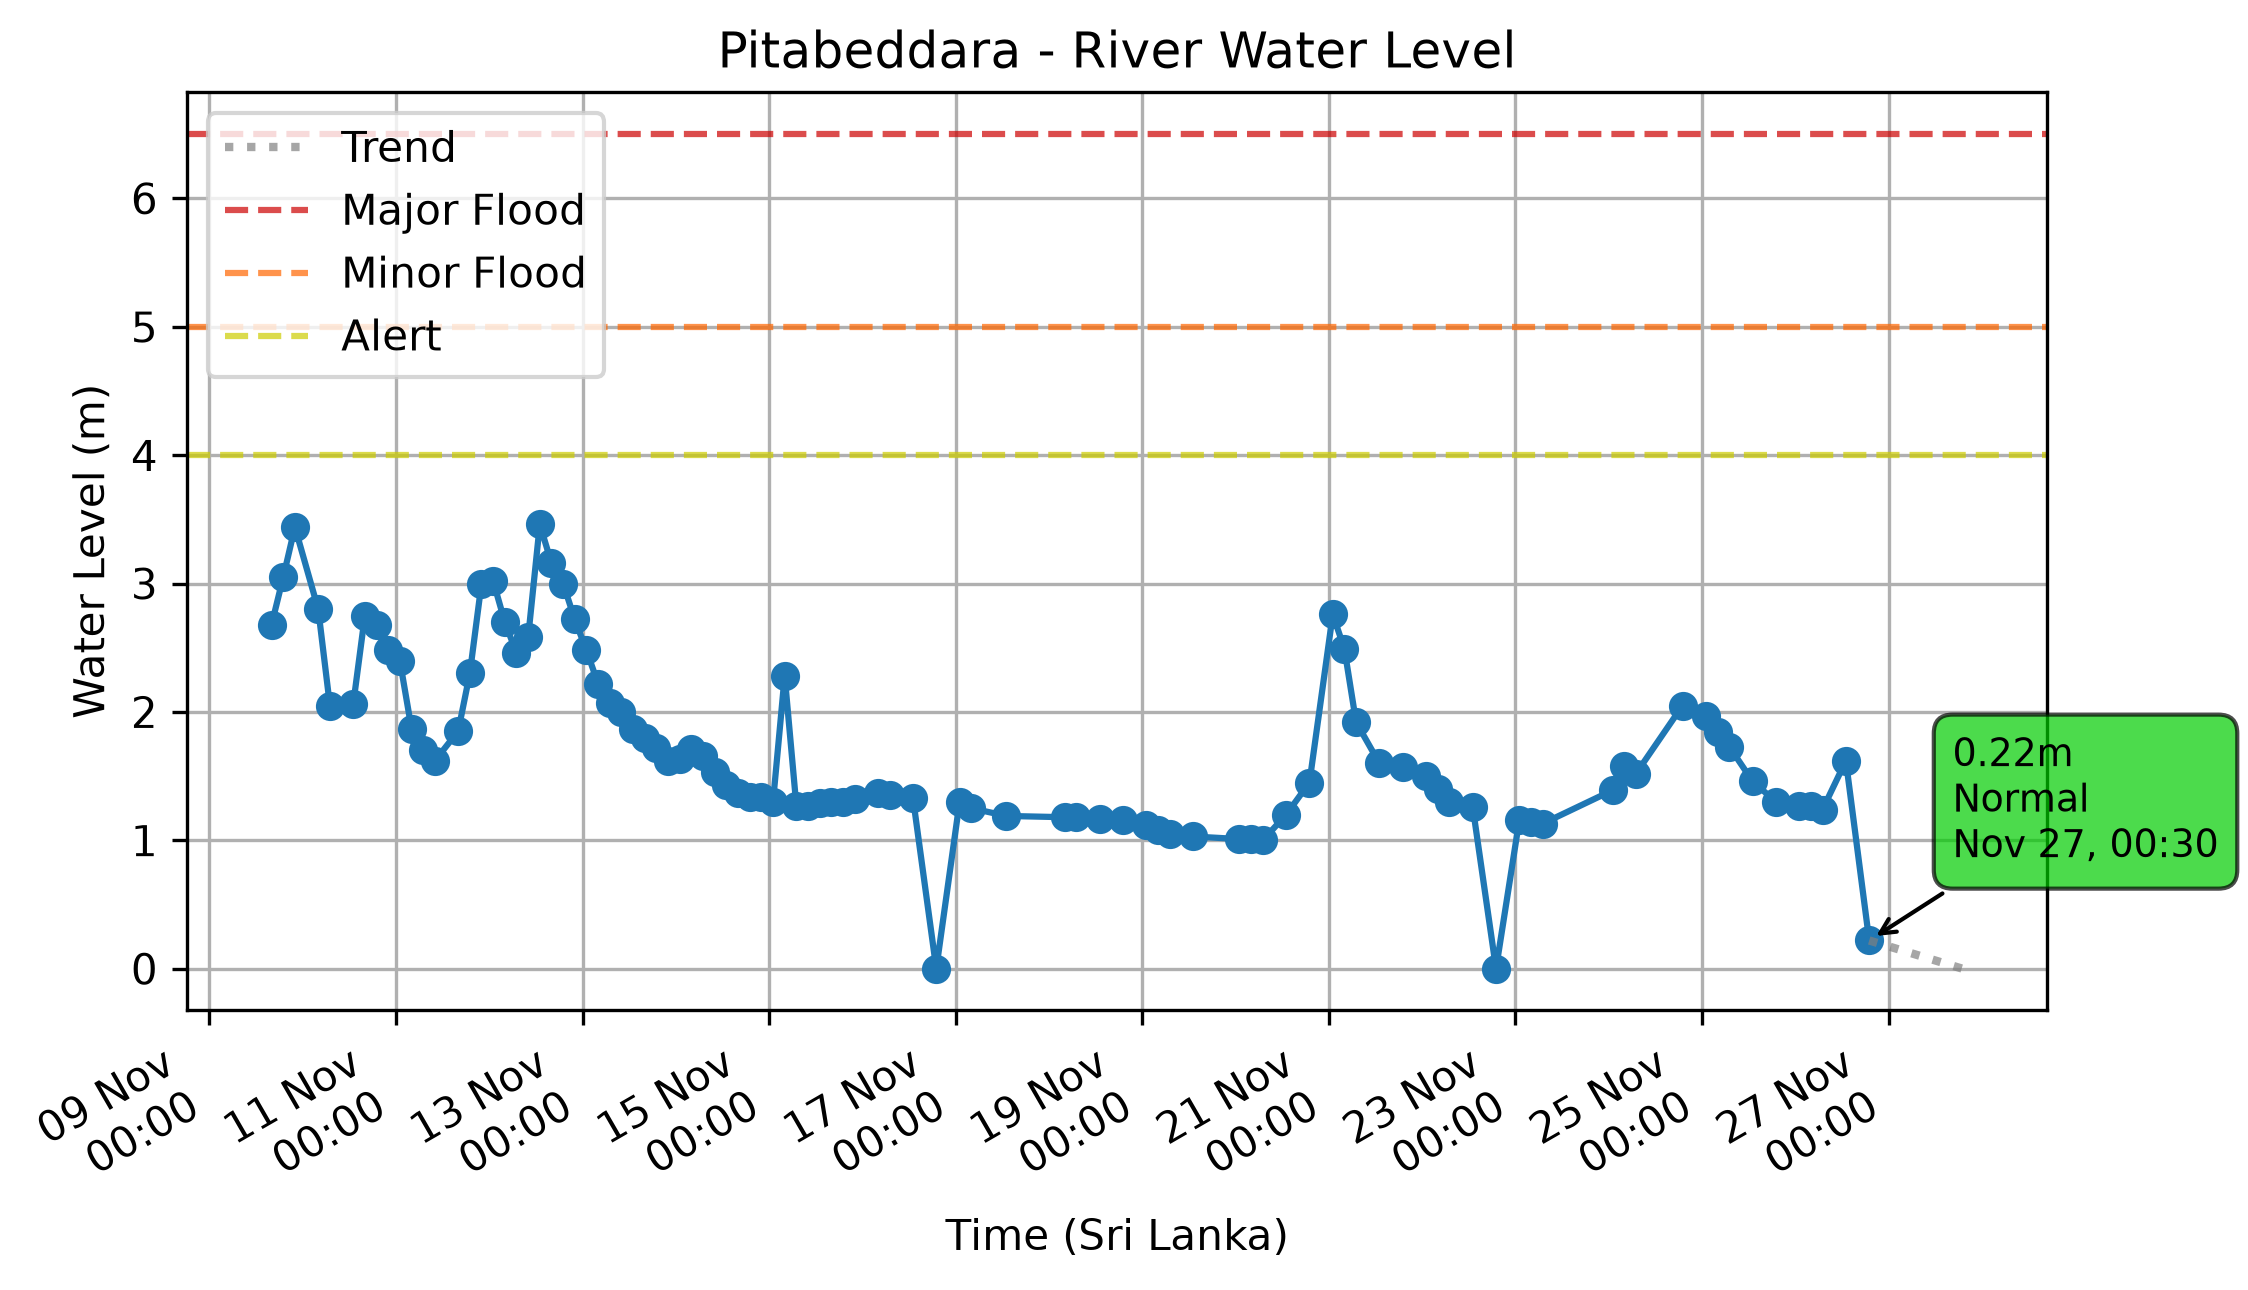 Pitabeddara - River Water Level
Trend
Major Flood
Minor Flood
Alert
Water Level (m)
6
5
4
3
2
1
0
0.22m
Normal
Nov 27, 00:30
09 Nov
00:00
11 Nov
00:00
13 Nov
00:00
15 Nov
00:00
17 Nov
00:00
19 Nov
00:00
21 Nov
00:00
23 Nov
00:00
25 Nov
00:00
27 Nov
00:00
Time (Sri Lanka)